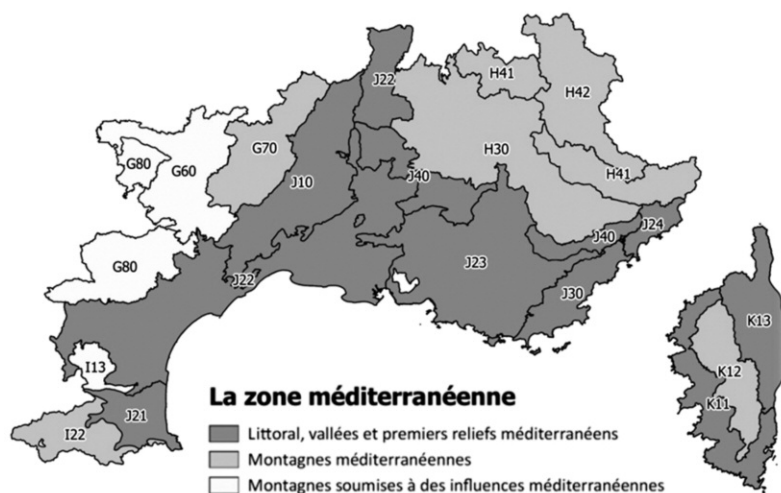 J22
H41
H42
G80
G60
G70
H30
J10
J40
H41
G80
J24
J40
J22
J23
J30
K13
I13
K12
J21
K11
I22
La zone méditerranéenne
Littoral, vallées et premiers reliefs méditerranéens
Montagnes méditerranéennes
Montagnes soumises à des influences méditerranéennes